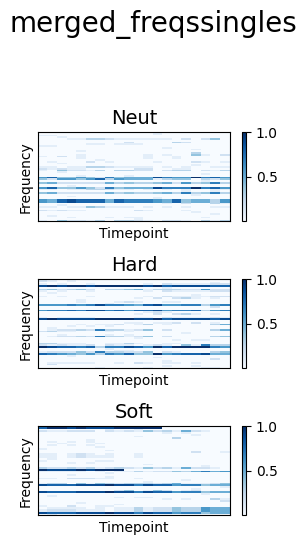 merged_freqssingles
Neut
1.0
0.5
Frequency
Timepoint
Hard
1.0
0.5
Frequency
Timepoint
Soft
1.0
0.5
Frequency
Timepoint